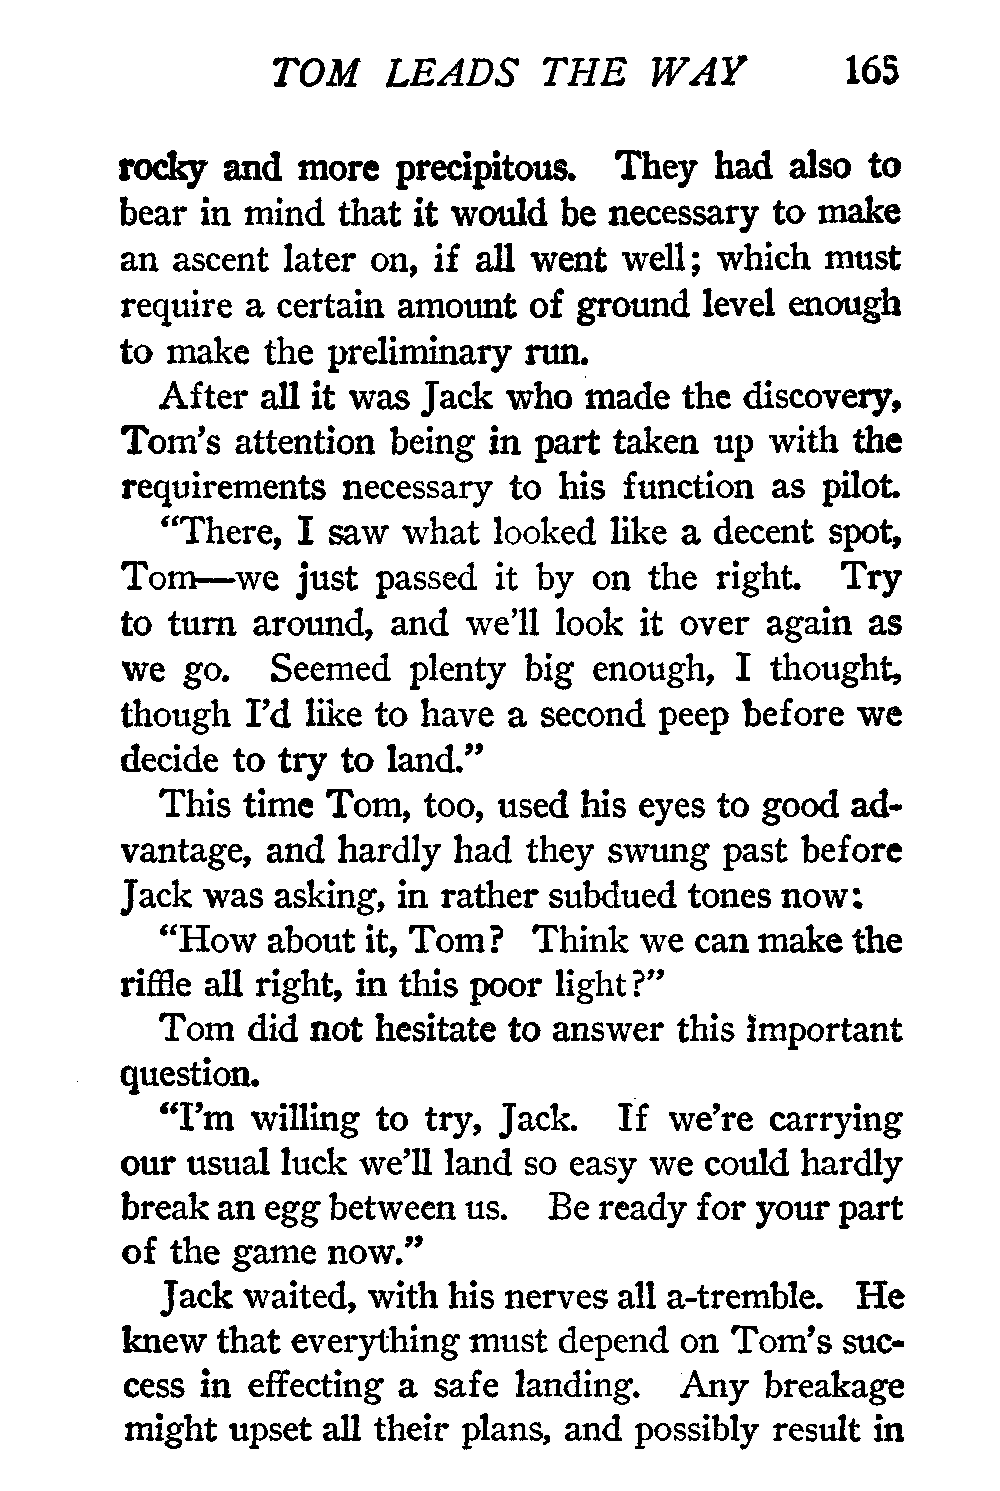 TOM LEADS THE WAY 165
rocky and more precipitous. They had also to
bear in mind that it would be necessary to make
an ascent later on, if all went well; which must
require a certain amount of ground level enough
to make the preliminary run.
After all it was Jack who made the discovery,
Tom's attention being in part taken up with the
requirements necessary to his function as pilot.
"There, I saw what looked like a decent spot,
Tom—we just passed it by on the right. Try
to turn around, and we'll look it over again as
we go. Seemed plenty big enough, I thought,
though I'd like to have a second peep before we
decide to try to land."
This time Tom, too, used his eyes to good ad-
vantage, and hardly had they swung past before
Jack was asking, in rather subdued tones now:
"How about it, Tom? Think we can make the
riffle all right, in this poor light?"
Tom did not hesitate to answer this important
question.
"I'm willing to try, Jack. If we're carrying
our usual luck we'll land so easy we could hardly
break an egg between us. Be ready for your part
of the game now."
Jack waited, with his nerves all a-tremble. He
knew that everything must depend on Tom's suc-
cess in effecting a safe landing. Any breakage
might upset all their plans, and possibly result in